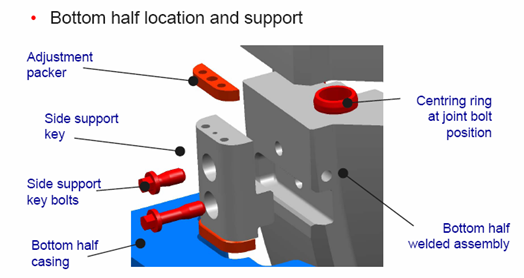 • Bottom half location and support
Adjustment
packer
Side support
key
Side support
key bolts
Bottom half
casing
Centring ring
at joint bolt
position
Bottom half
welded assembly